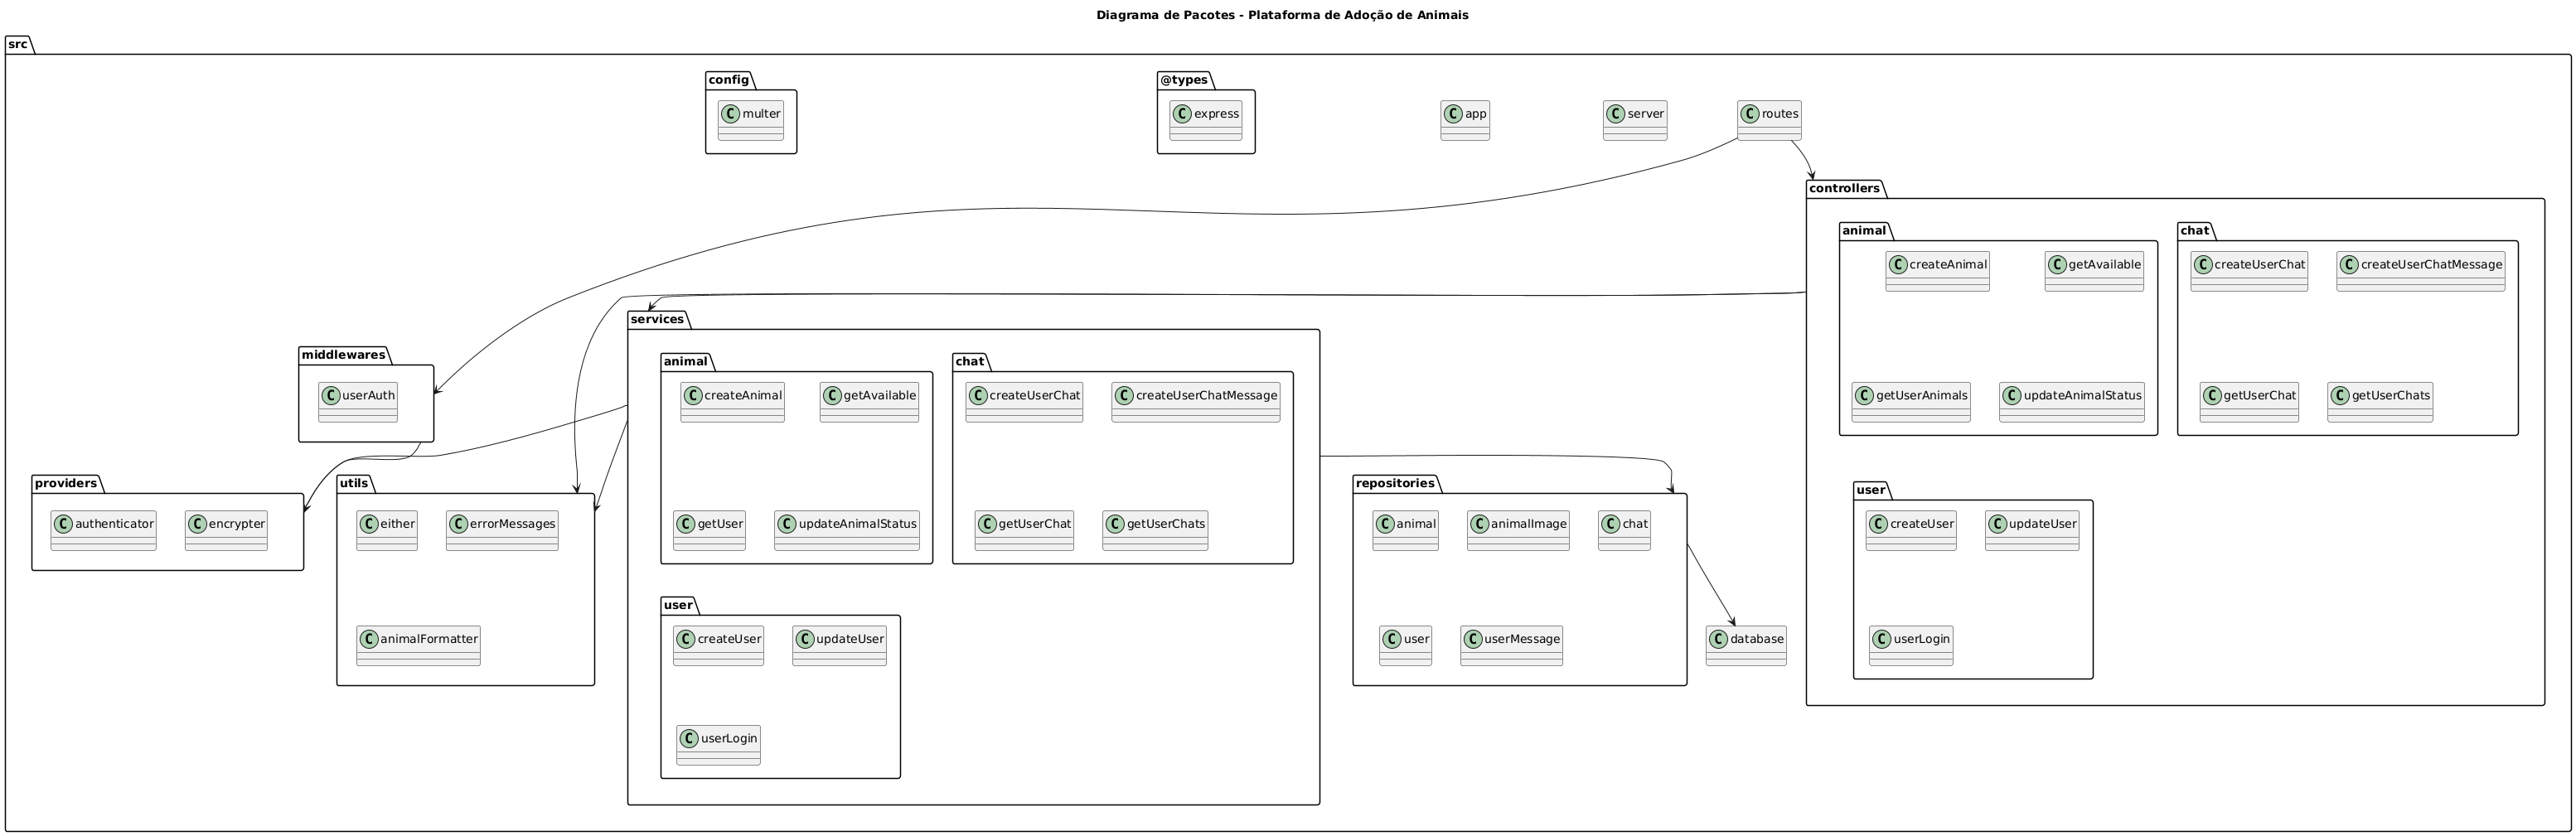 Diagrama de Pacotes - Plataforma de Adoção de Animais
src
config
C multer
@types
C express
C app
C server
C routes
controllers
animal
C createAnimal
C getAvailable
C getUserAnimals
C updateAnimalStatus
chat
C createUserChat
C createUserChatMessage
C getUserChat
C getUserChats
user
C createUser
C updateUser
C userLogin
services
animal
C createAnimal
C getAvailable
C getUser
C updateAnimalStatus
chat
C createUserChat
C createUserChatMessage
C getUserChat
C getUserChats
user
C createUser
C updateUser
C userLogin
middlewares
C userAuth
providers
C authenticator
C encrypter
utils
C either
C errorMessages
C animalFormatter
repositories
C animal
C animalImage
C chat
C user
C userMessage
C database